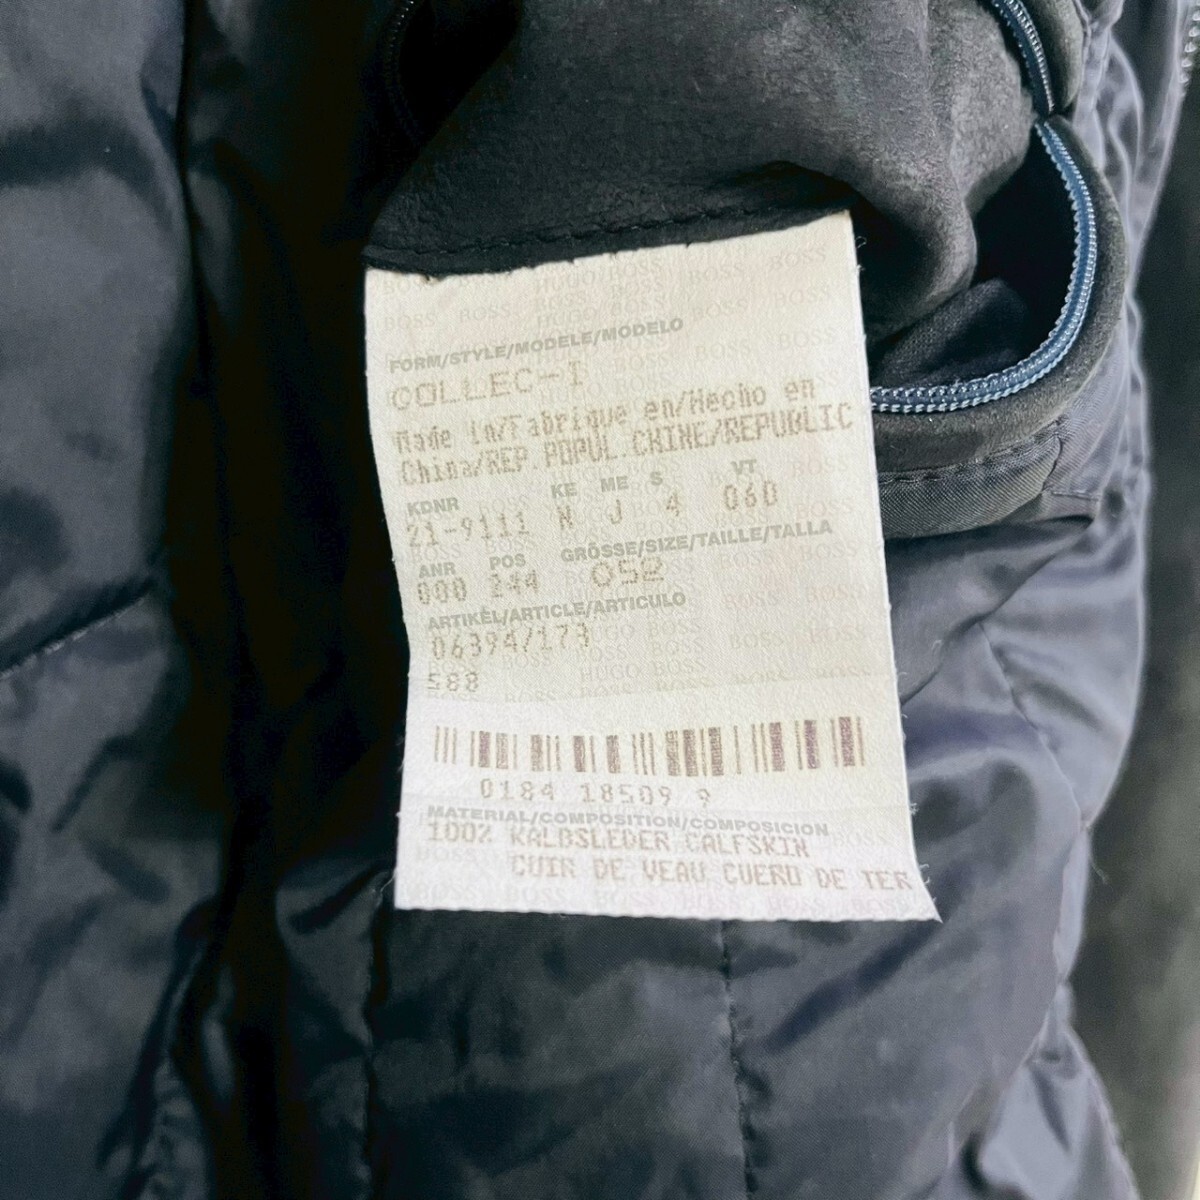 FORM/STYLE/MODELE/MODELO
COLLEC-I
Made in/Fabrique en/Hecho en
China/REP.POPUL.CHINE/REPUBLIC
KDNR KE ME S VT
21-9111 N J 4 060
ANR POS GRÖSSE/SIZE/TAILLE/TALLA
000 244 052
ARTIKEL/ARTICLE/ARTICULO
06394/173
588
0184 18509 9
MATERIAL/COMPOSITION/COMPOSICION
100% KALBSLEDER CALFSKIN
CUIR DE VEAU CUERO DE TER